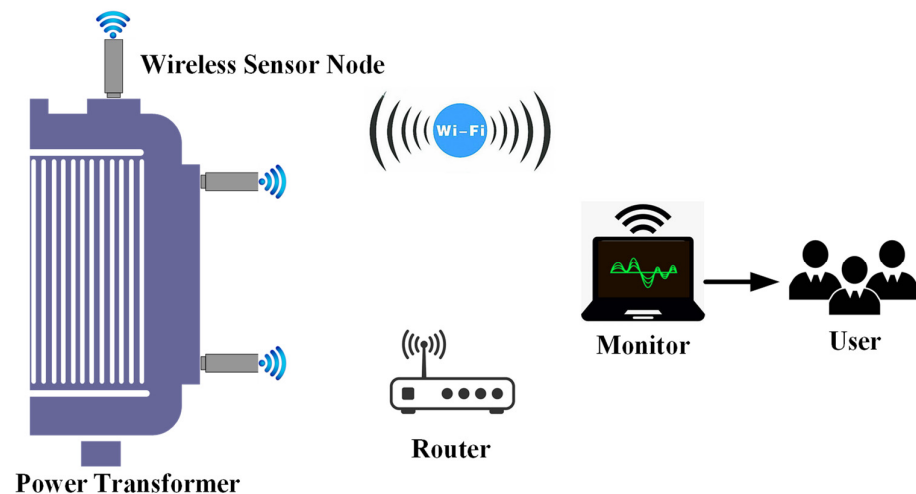 Wireless Sensor Node
Wi-Fi
Monitor
User
Router
Power Transformer